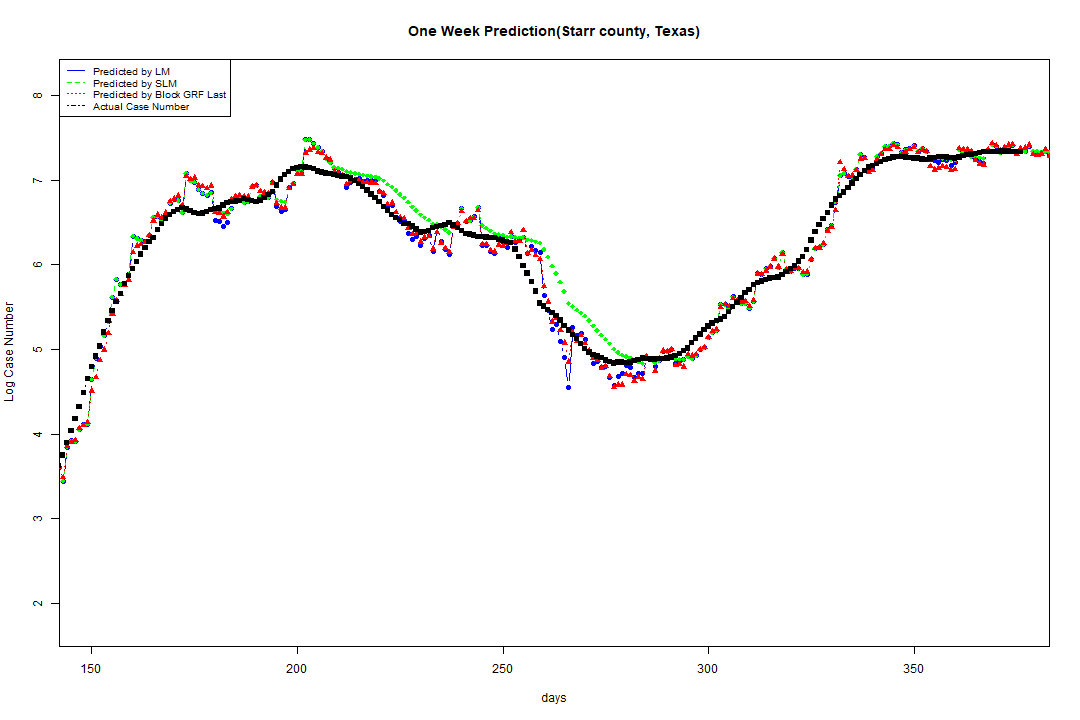 One Week Prediction(Starr county, Texas)
Predicted by LM
Predicted by SLM
Predicted by Block GRF Last
Actual Case Number
8
7
6
5
4
3
2
Log Case Number
150 200 250 300 350
days